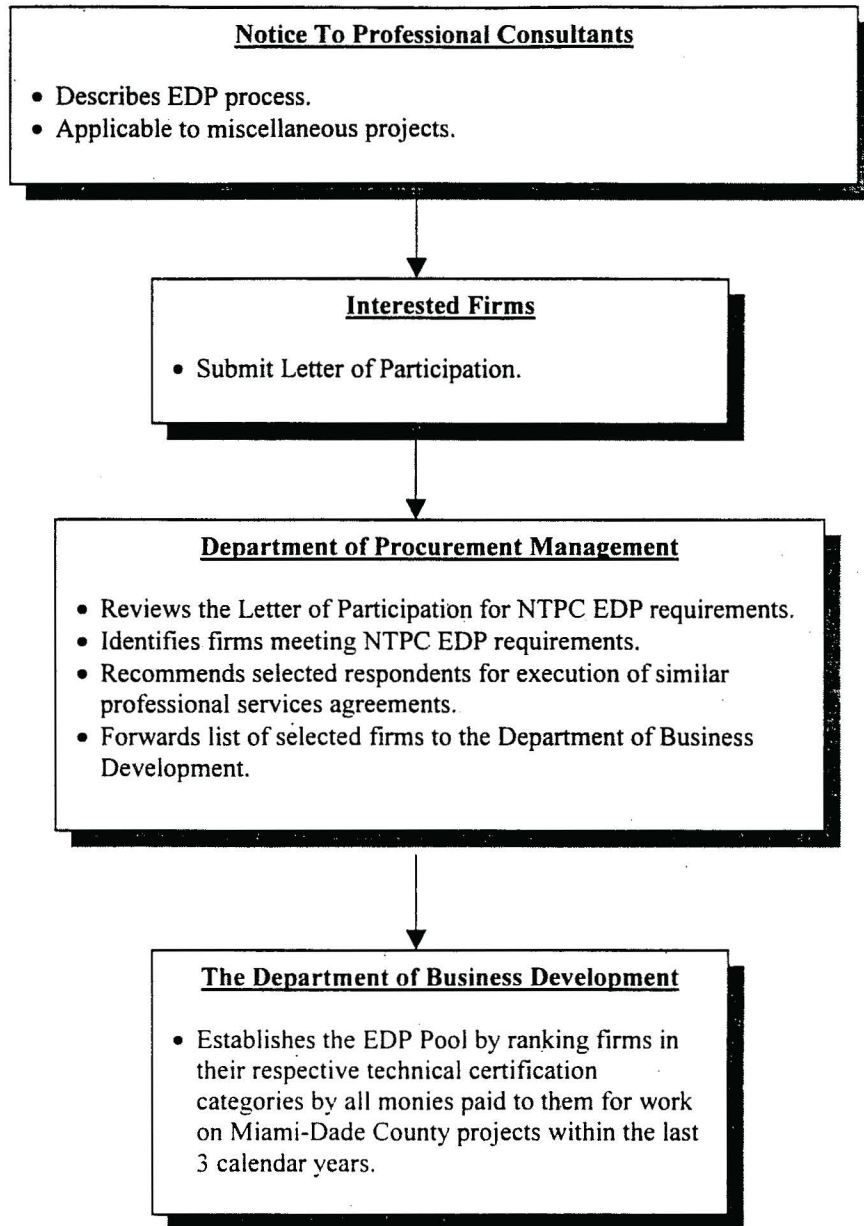 Notice To Professional Consultants
• Describes EDP process.
• Applicable to miscellaneous projects.
Interested Firms
• Submit Letter of Participation.
Department of Procurement Management
• Reviews the Letter of Participation for NTPC EDP requirements.
• Identifies firms meeting NTPC EDP requirements.
• Recommends selected respondents for execution of similar
professional services agreements.
• Forwards list of selected firms to the Department of Business
Development.
The Department of Business Development
• Establishes the EDP Pool by ranking firms in
their respective technical certification
categories by all monies paid to them for work
on Miami-Dade County projects within the last
3 calendar years.